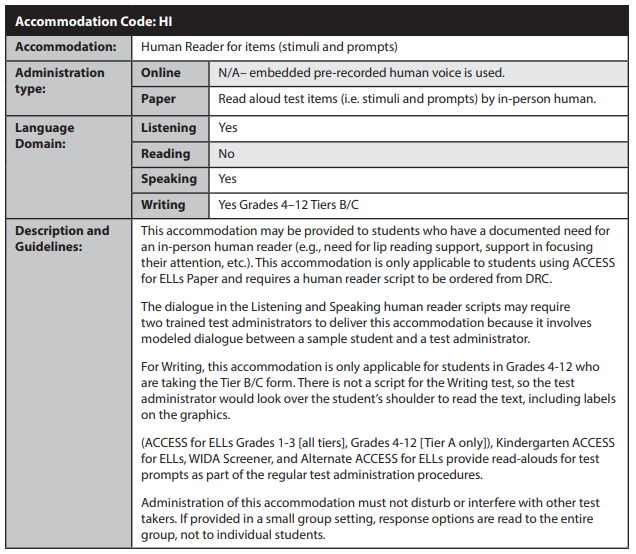 Accommodation Code: HI
Accommodation: Human Reader for items (stimuli and prompts)
Administration type: Online N/A– embedded pre-recorded human voice is used.
Paper Read aloud test items (i.e. stimuli and prompts) by in-person human.
Language Domain: Listening Yes
Reading No
Speaking Yes
Writing Yes Grades 4–12 Tiers B/C
Description and Guidelines:
This accommodation may be provided to students who have a documented need for
an in-person human reader (e.g., need for lip reading support, support in focusing
their attention, etc.). This accommodation is only applicable to students using ACCESS
for ELLs Paper and requires a human reader script to be ordered from DRC.
The dialogue in the Listening and Speaking human reader scripts may require
two trained test administrators to deliver this accommodation because it involves
modeled dialogue between a sample student and a test administrator.
For Writing, this accommodation is only applicable for students in Grades 4-12 who
are taking the Tier B/C form. There is not a script for the Writing test, so the test
administrator would look over the student's shoulder to read the text, including labels
on the graphics.
(ACCESS for ELLs Grades 1-3 [all tiers], Grades 4-12 [Tier A only]), Kindergarten ACCESS
for ELLs, WIDA Screener, and Alternate ACCESS for ELLs provide read-alouds for test
prompts as part of the regular test administration procedures.
Administration of this accommodation must not disturb or interfere with other test
takers. If provided in a small group setting, response options are read to the entire
group, not to individual students.